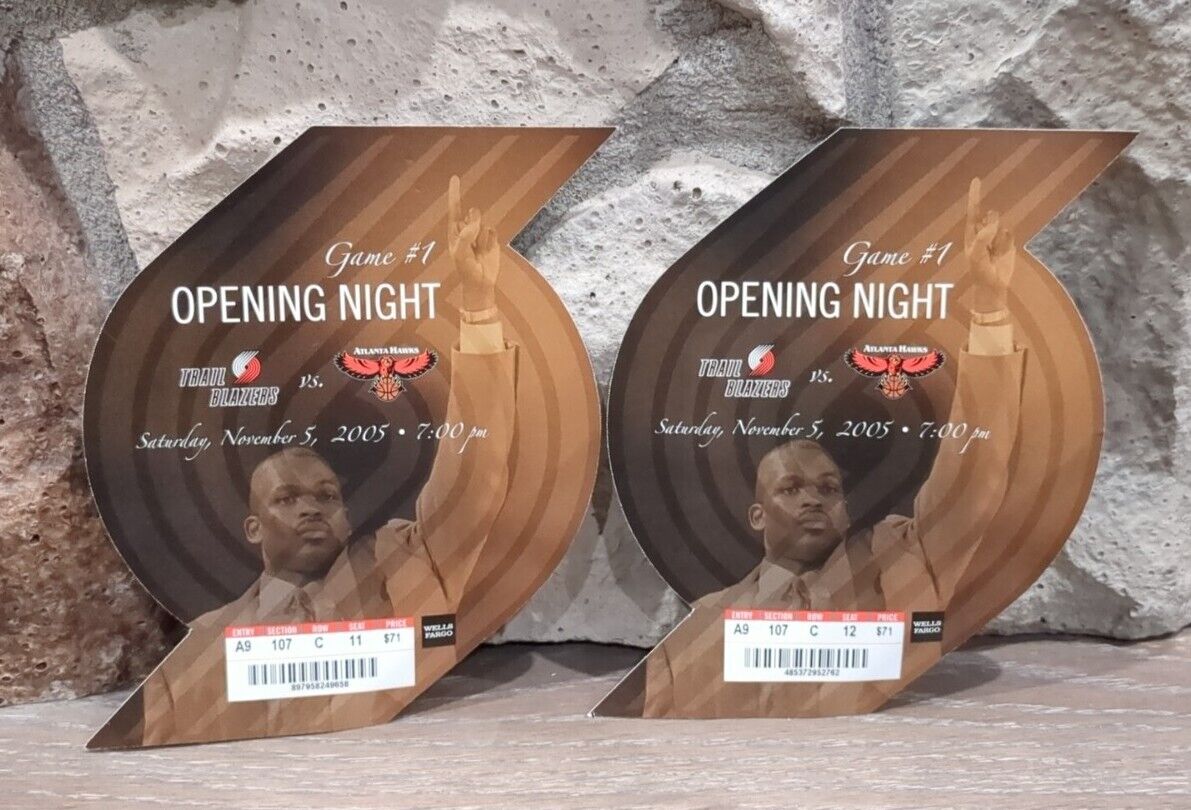 Game #1
OPENING NIGHT
TRAIL BLAZERS
vs.
ATLANTA HAWKS
Saturday, November 5, 2005 • 7:00 pm
ENTRY SECTION ROW SEAT PRICE
A9 107 C 11 $71
897958249658
WELLS FARGO
Game #1
OPENING NIGHT
TRAIL BLAZERS
vs.
ATLANTA HAWKS
Saturday, November 5, 2005 • 7:00 pm
ENTRY SECTION ROW SEAT PRICE
A9 107 C 12 $71
485372952762
WELLS FARGO